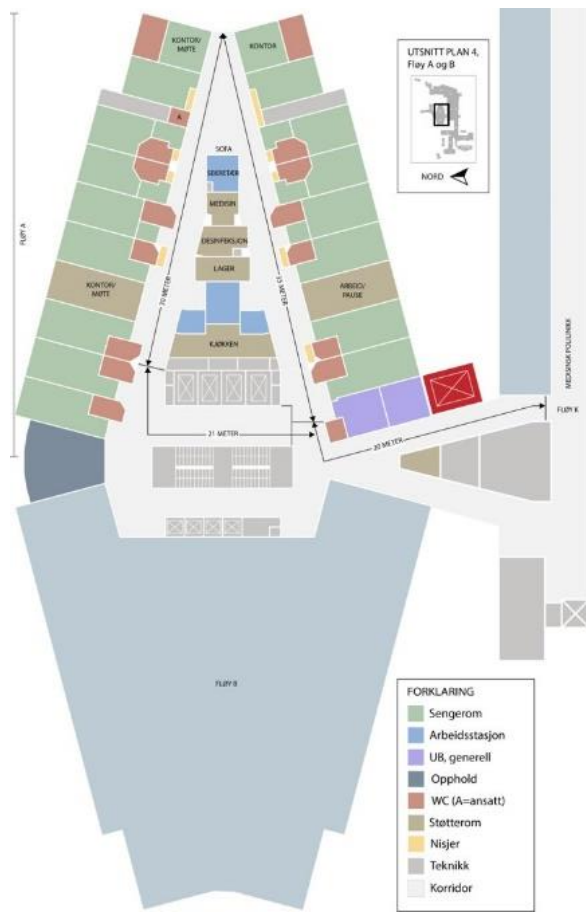 KONTOR/
MØTE
KONTOR
UTSNITT PLAN 4,
Fløy A og B
NORD
A
SOFA
SEKRETÆR
MEDISIN
DESINFEKSJON
LAGER
KJØKKEN
KONTOR/
MØTE
ARBEID/
PAUSE
FLØY A
70 METER
35 METER
21 METER
20 METER
MEDISINSK POLIKLINIKK
FLØY K
FLØY B
FORKLARING
Sengerom
Arbeidsstasjon
UB, generell
Opphold
WC (A=ansatt)
Støtterom
Nisjer
Teknikk
Korridor